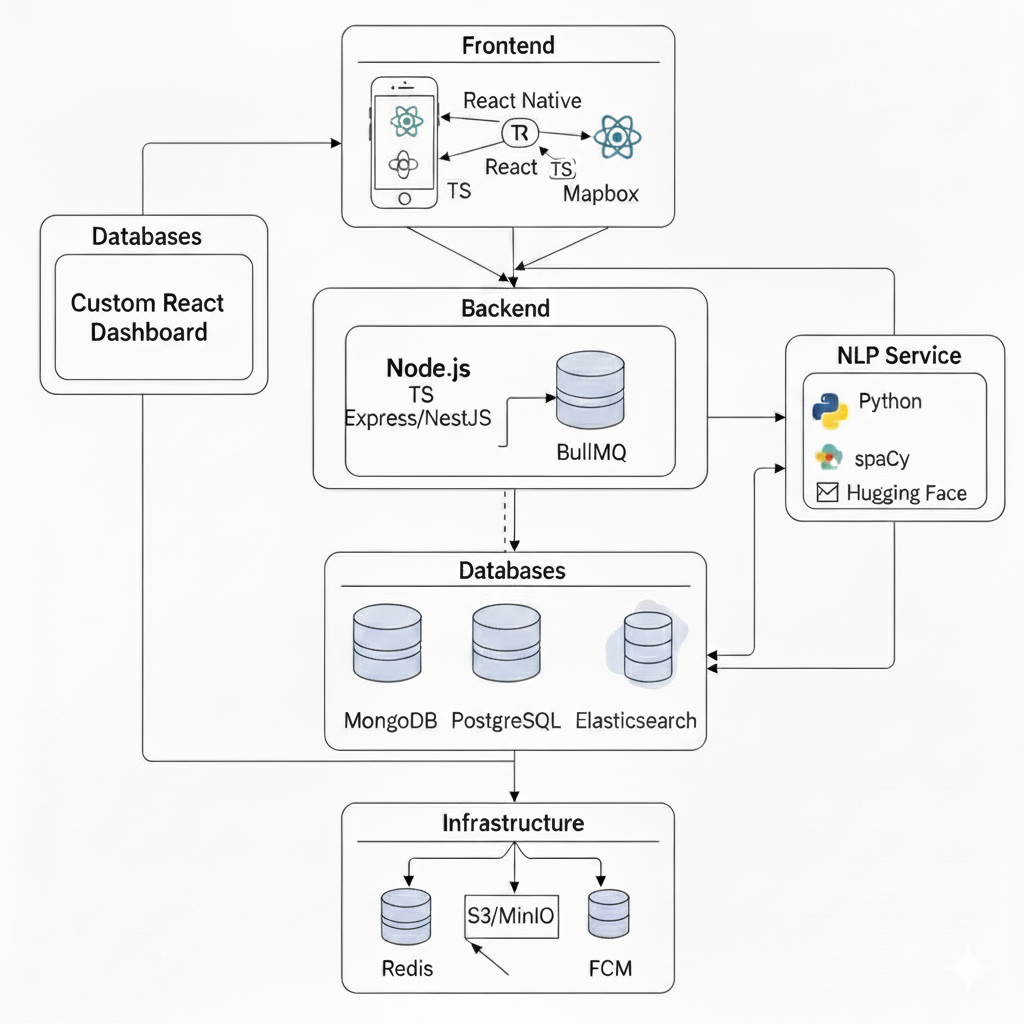 Frontend
React Native
TR
React
TS
TS
Mapbox
Databases
Custom React
Dashboard
Backend
Node.js
TS
Express/NestJS
BullMQ
NLP Service
Python
spaCy
Hugging Face
Databases
MongoDB
PostgreSQL
Elasticsearch
Infrastructure
S3/MinIO
Redis
FCM